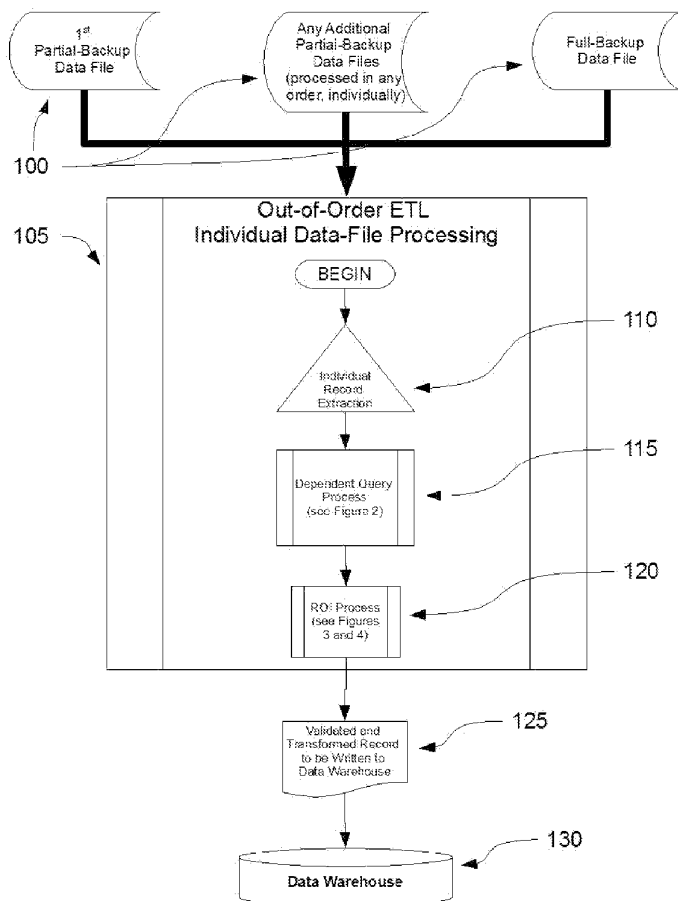 1st
Partial-Backup
Data File
Any Additional
Partial-Backup
Data Files
(processed in any
order, individually)
Full-Backup
Data File
100
105
Out-of-Order ETL
Individual Data-File Processing
BEGIN
110
Individual
Record
Extraction
115
Dependent Query
Process
(see Figure 2)
120
ROI Process
(see Figures
3 and 4)
125
Validated and
Transformed Record
to be Written to
Data Warehouse
130
Data Warehouse